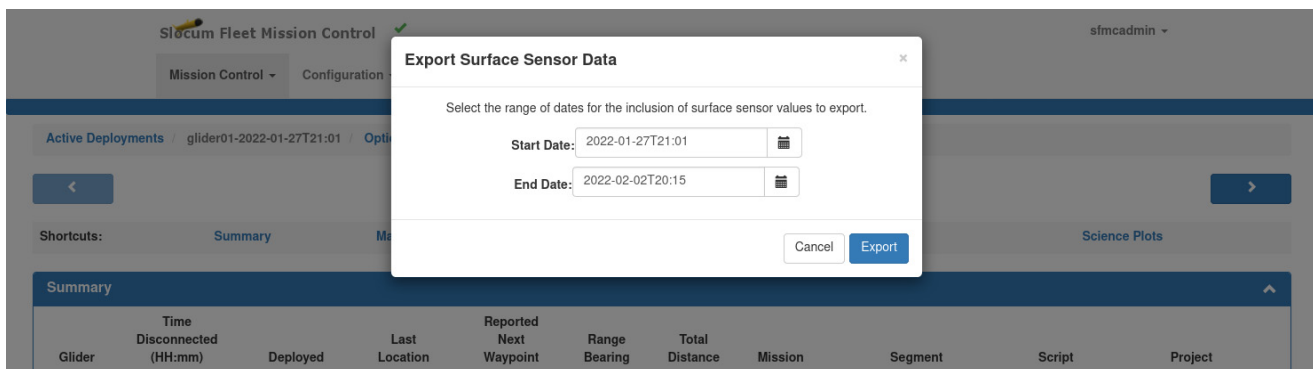 Slocum Fleet Mission Control
sfmcadmin
Mission Control
Configuration
Export Surface Sensor Data
×
Select the range of dates for the inclusion of surface sensor values to export.
Start Date: 2022-01-27T21:01
End Date: 2022-02-02T20:15
Cancel Export
Active Deployments / glider01-2022-01-27T21:01 / Opti
Shortcuts: Summary Ma Science Plots
Summary
Glider
Time Disconnected (HH:mm)
Deployed
Last Location
Reported Next Waypoint
Range Bearing
Total Distance
Mission
Segment
Script
Project